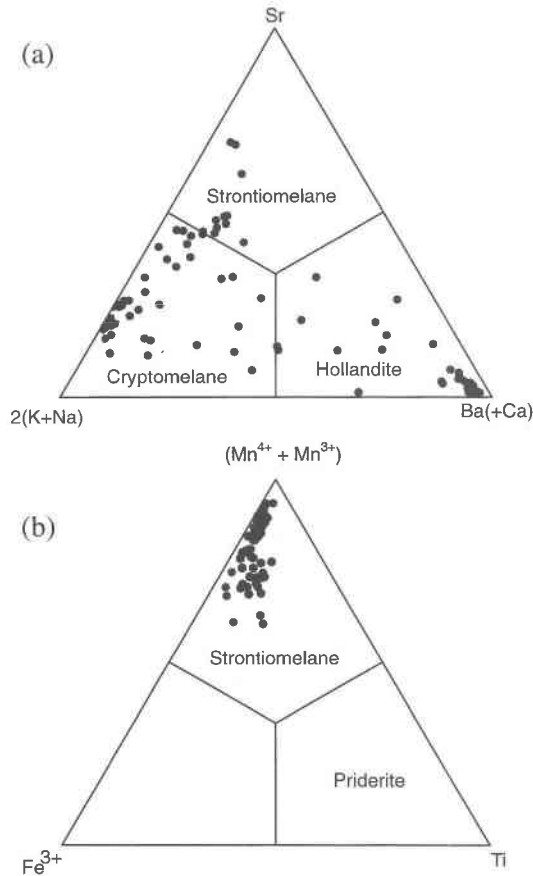 Sr
(a)
Strontiomelane
Cryptomelane
Hollandite
2(K+Na)
Ba(+Ca)
(Mn⁴⁺ + Mn³⁺)
(b)
Strontiomelane
Priderite
Fe³⁺
Ti